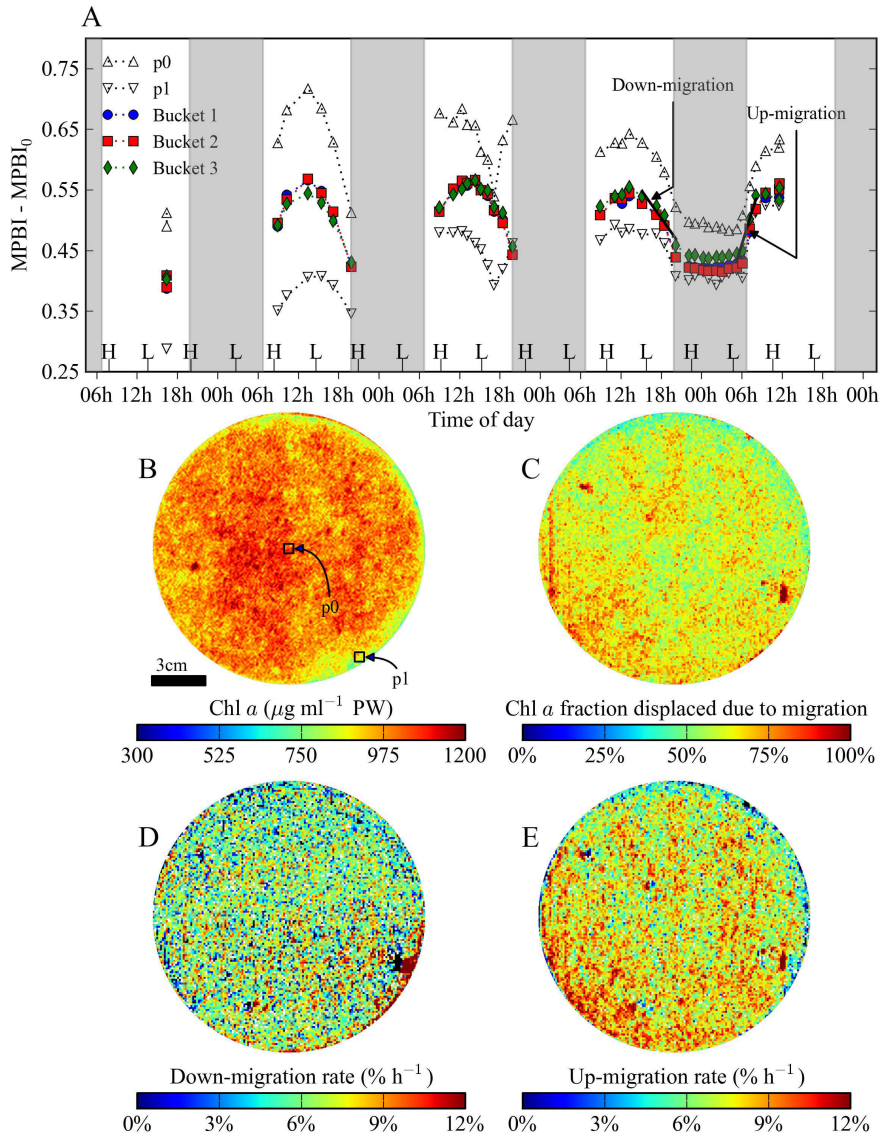 A
MPBI - MPBI0
0.75
0.65
0.55
0.45
0.35
0.25
p0
p1
Bucket 1
Bucket 2
Bucket 3
Down-migration
Up-migration
H L H L H L H L H L H L H L H L H L
06h 12h 18h 00h 06h 12h 18h 00h 06h 12h 18h 00h 06h 12h 18h 00h 06h 12h 18h 00h
Time of day
B
p0
p1
3cm
Chl a (μg ml−1 PW)
300 525 750 975 1200
C
Chl a fraction displaced due to migration
0% 25% 50% 75% 100%
D
Down-migration rate (% h−1)
0% 3% 6% 9% 12%
E
Up-migration rate (% h−1)
0% 3% 6% 9% 12%